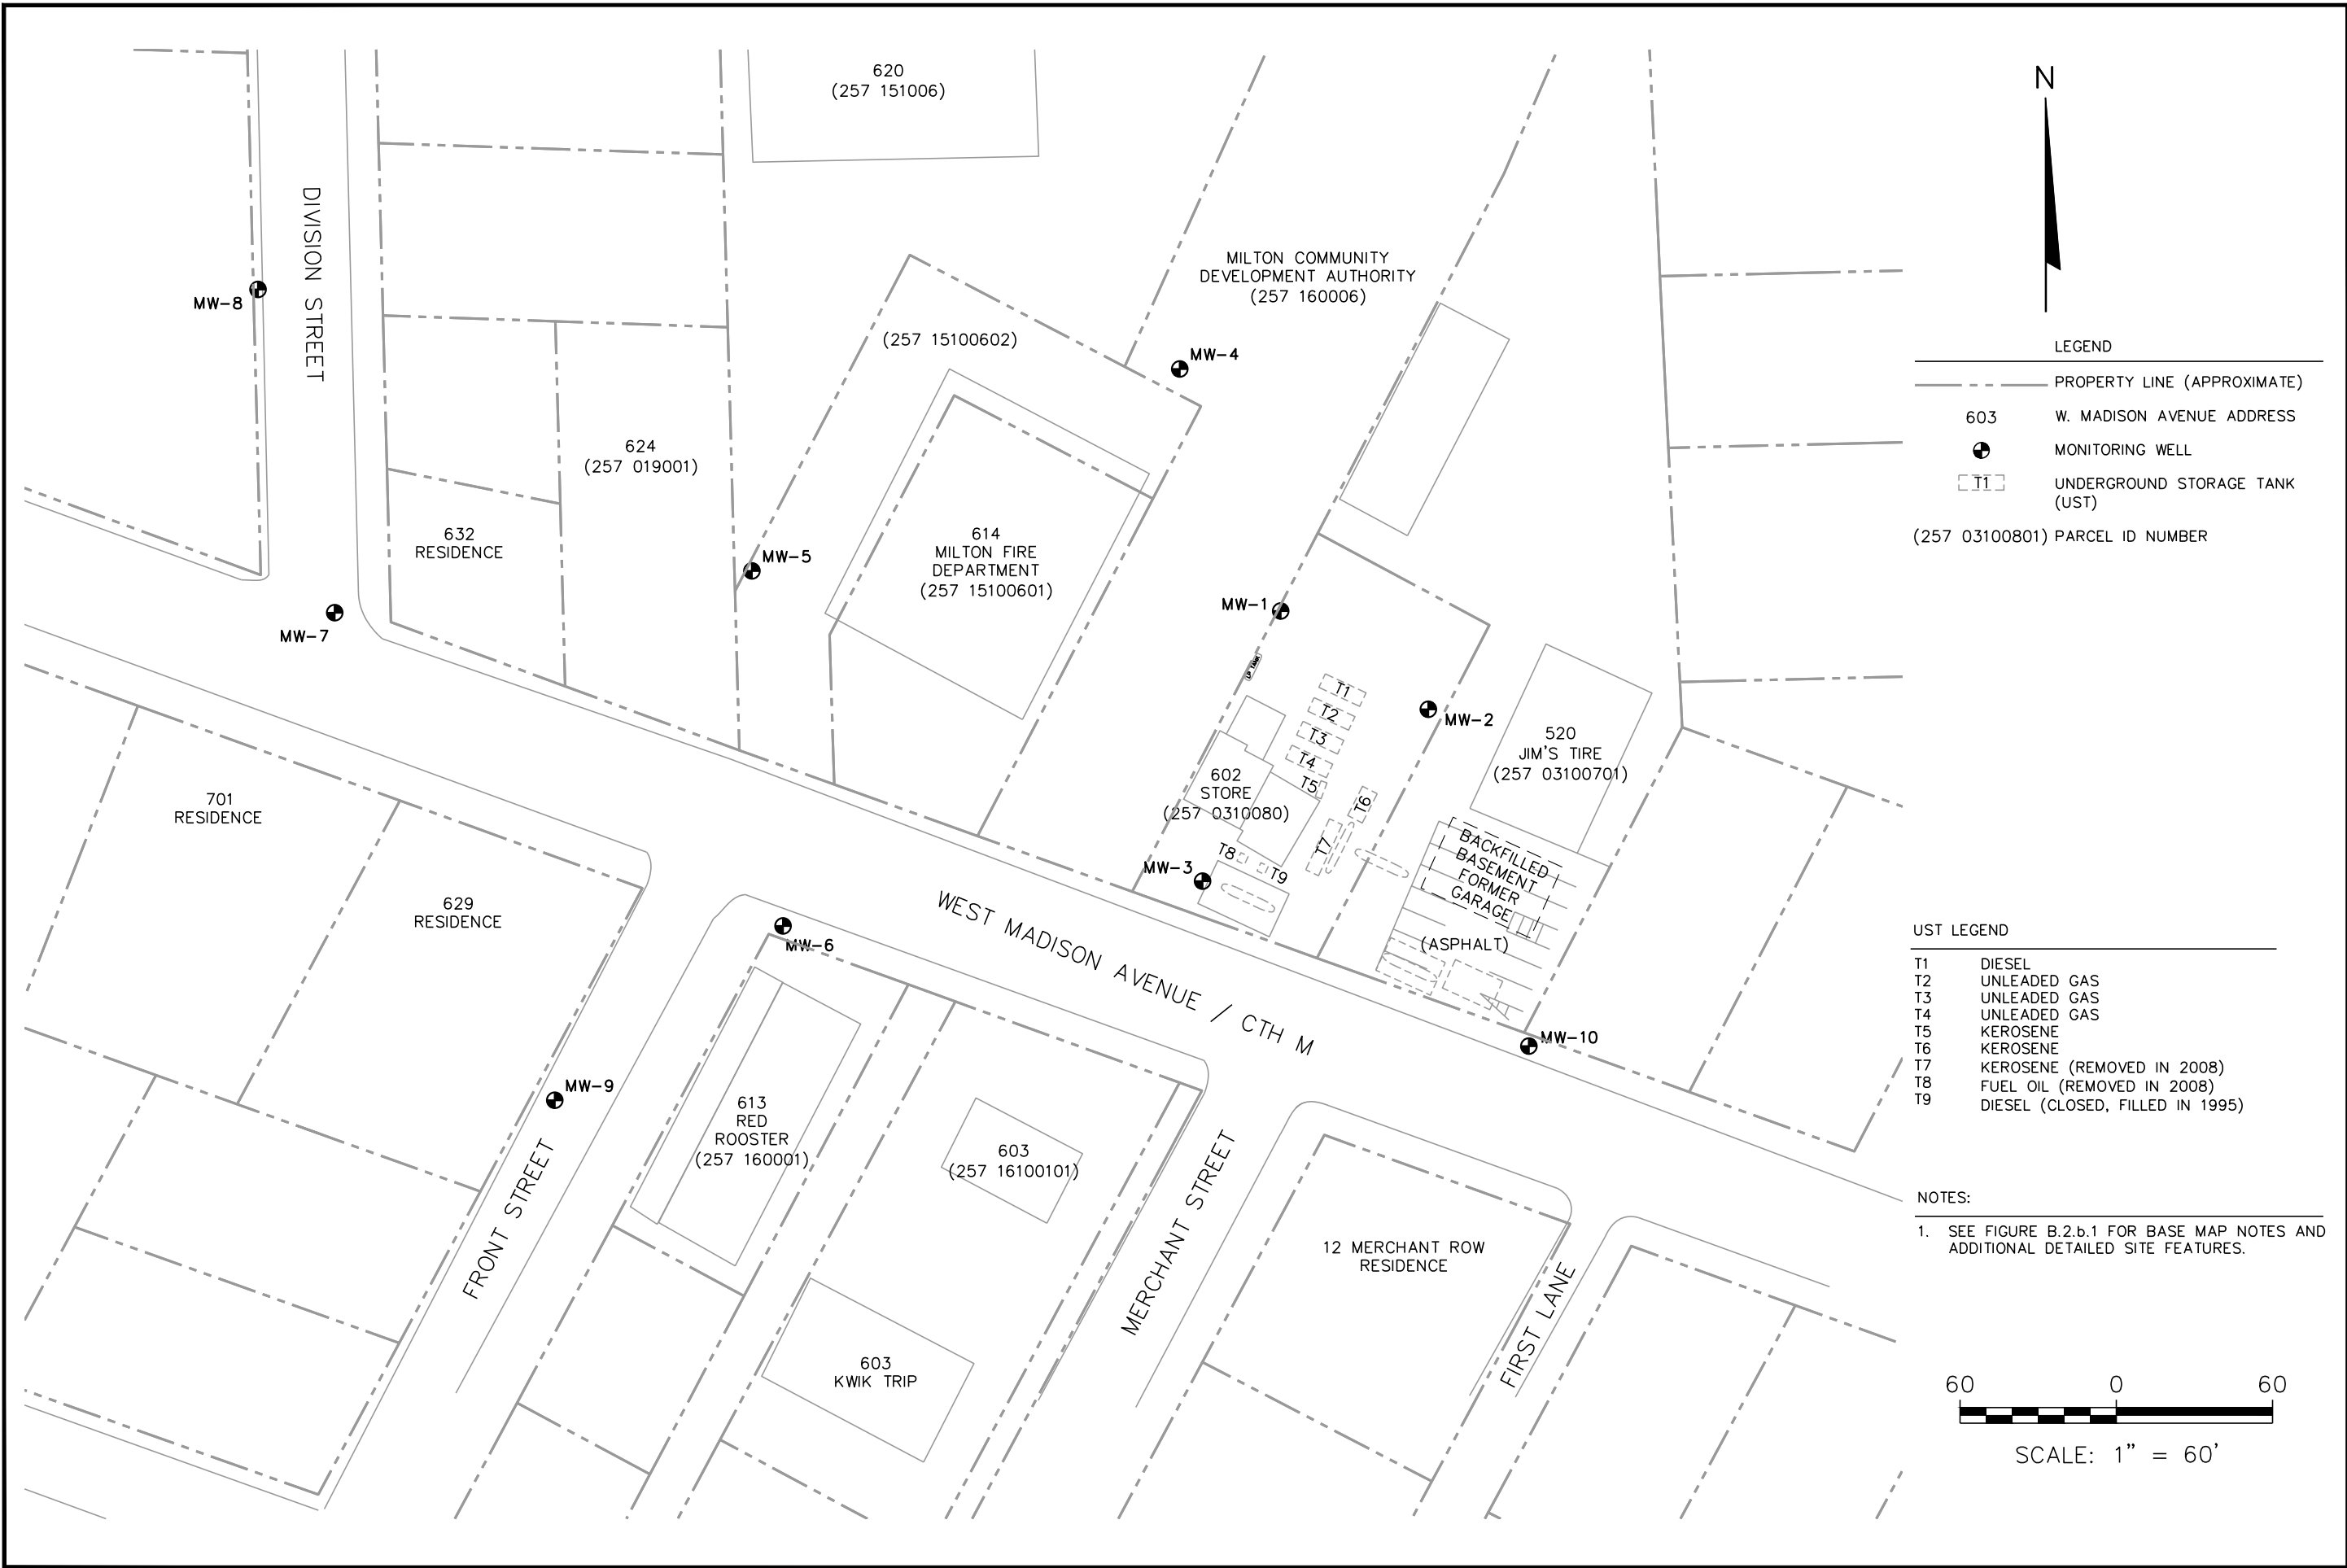 620
(257 151006)
N
DIVISION STREET
MILTON COMMUNITY
DEVELOPMENT AUTHORITY
(257 160006)
MW-8
(257 15100602)
MW-4
LEGEND
PROPERTY LINE (APPROXIMATE)
603 W. MADISON AVENUE ADDRESS
MONITORING WELL
T1 UNDERGROUND STORAGE TANK
(UST)
(257 03100801) PARCEL ID NUMBER
624
(257 019001)
632
RESIDENCE
MW-5
614
MILTON FIRE
DEPARTMENT
(257 15100601)
MW-7
MW-1
LP TANK
T1
T2
T3
T4
T5
T6
T7
T8
T9
MW-2
520
JIM'S TIRE
(257 03100701)
602
STORE
(257 0310080)
MW-3
BACKFILLED
BASEMENT
FORMER
GARAGE
(ASPHALT)
701
RESIDENCE
629
RESIDENCE
MW-6
WEST MADISON AVENUE / CTH M
MW-10
MW-9
613
RED
ROOSTER
(257 160001)
603
(257 16100101)
FRONT STREET
MERCHANT STREET
12 MERCHANT ROW
RESIDENCE
FIRST LANE
603
KWIK TRIP
UST LEGEND
T1 DIESEL
T2 UNLEADED GAS
T3 UNLEADED GAS
T4 UNLEADED GAS
T5 KEROSENE
T6 KEROSENE
T7 KEROSENE (REMOVED IN 2008)
T8 FUEL OIL (REMOVED IN 2008)
T9 DIESEL (CLOSED, FILLED IN 1995)
NOTES:
1. SEE FIGURE B.2.b.1 FOR BASE MAP NOTES AND
ADDITIONAL DETAILED SITE FEATURES.
60 0 60
SCALE: 1" = 60'